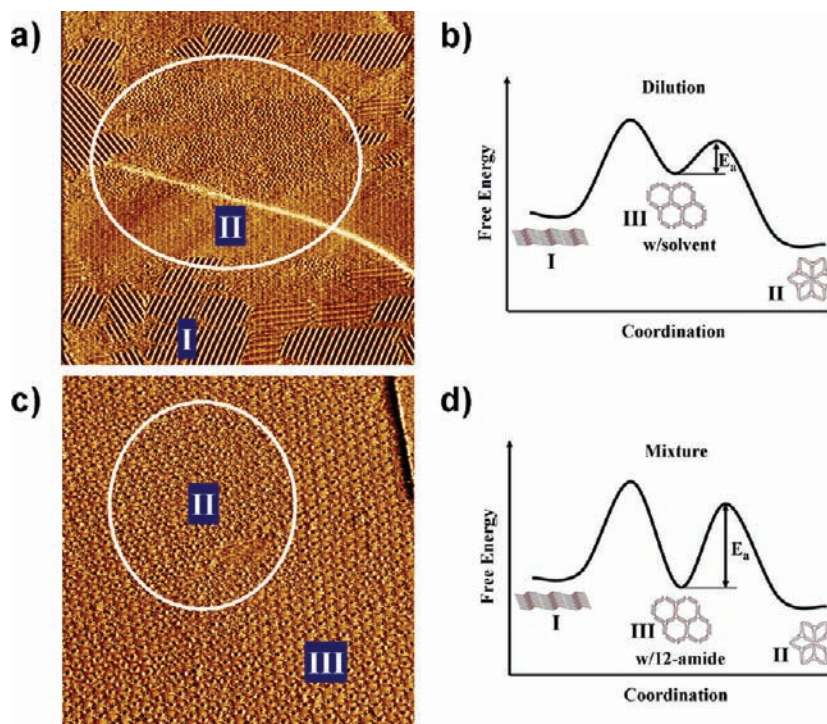 a)
II
I
b)
Dilution
Free Energy
Ea
III
w/solvent
I
II
Coordination
c)
II
III
d)
Mixture
Free Energy
Ea
III
w/12-amide
I
II
Coordination